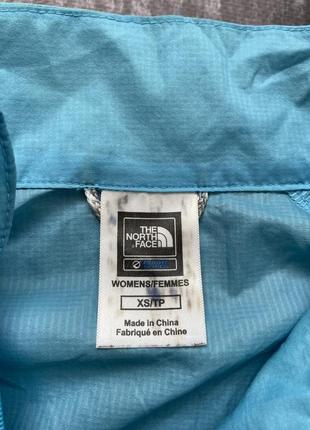 THE
NORTH
FACE
WOMENS/FEMMES
XS/TP
Made in China
Fabriqué en Chine